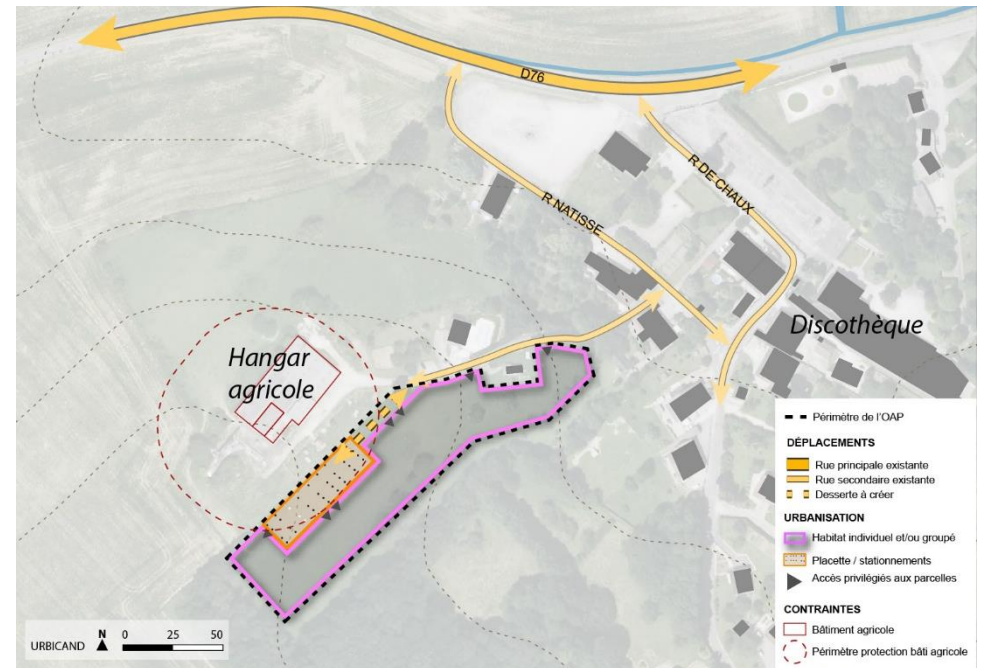 D76
R NATISSE
R DE CHAUX
Hangar
agricole
Discothèque
Périmètre de l'OAP
DÉPLACEMENTS
Rue principale existante
Rue secondaire existante
Desserte à créer
URBANISATION
Habitat individuel et/ou groupé
Placette / stationnements
Accès privilégiés aux parcelles
CONTRAINTES
Bâtiment agricole
Périmètre protection bâti agricole
URBICAND
N
0 25 50